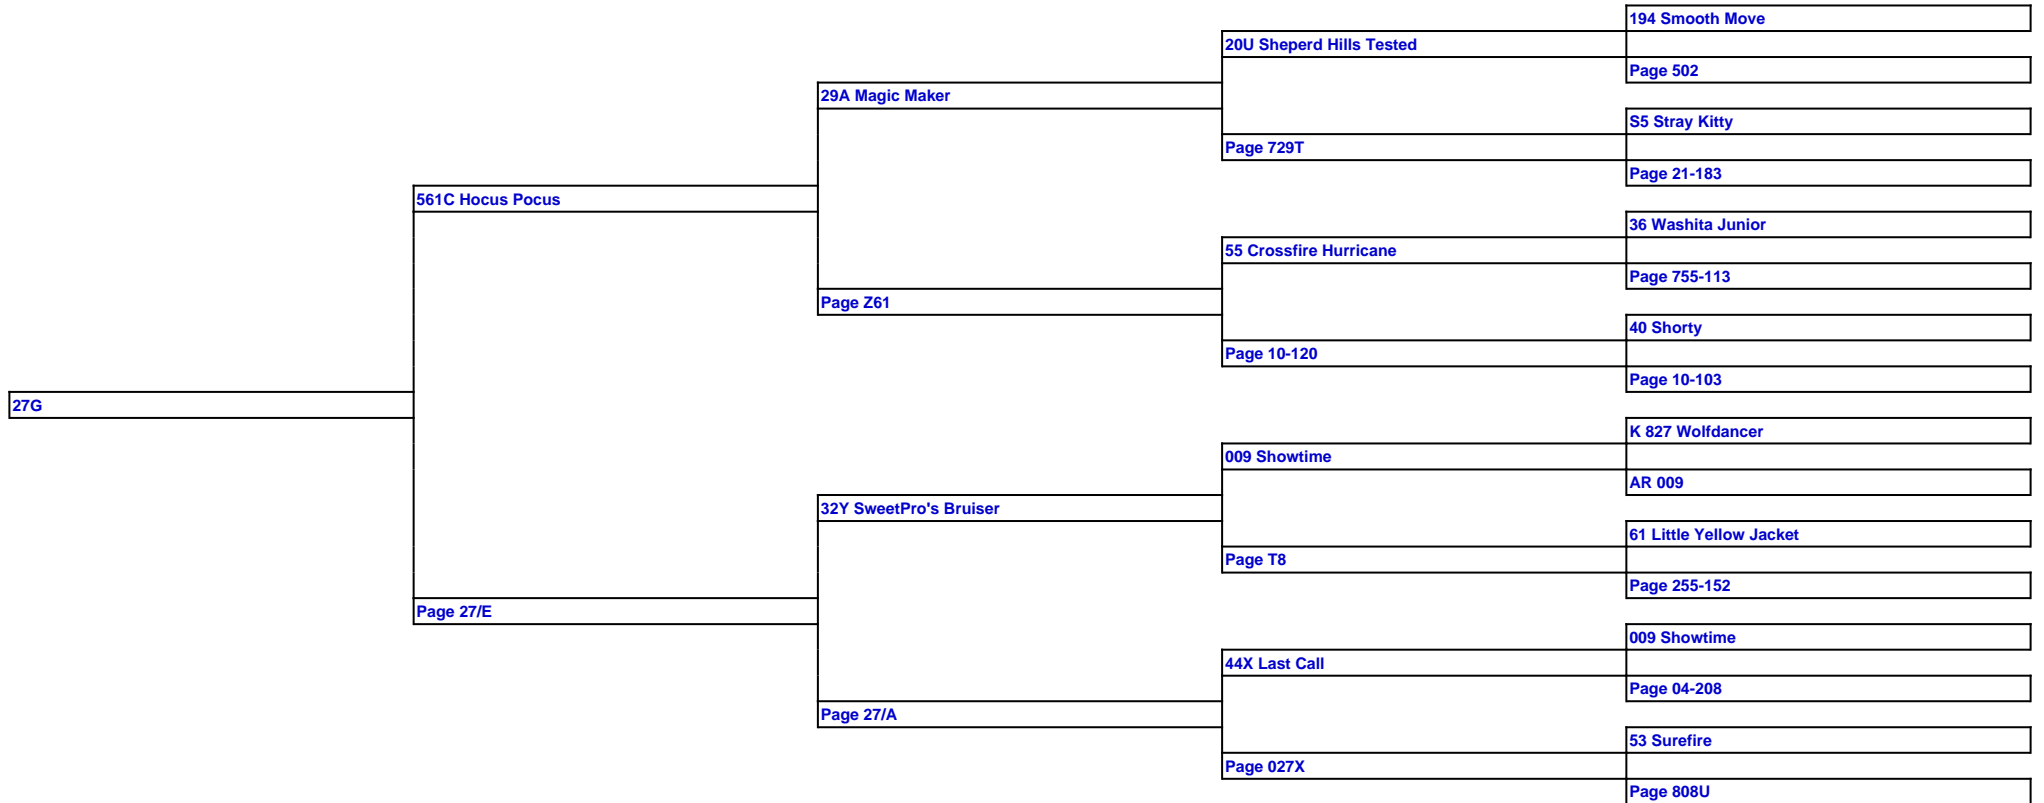 194 Smooth Move
20U Sheperd Hills Tested
Page 502
29A Magic Maker
S5 Stray Kitty
Page 729T
Page 21-183
561C Hocus Pocus
36 Washita Junior
55 Crossfire Hurricane
Page 755-113
Page Z61
40 Shorty
Page 10-120
Page 10-103
27G
K 827 Wolfdancer
009 Showtime
AR 009
32Y SweetPro's Bruiser
61 Little Yellow Jacket
Page T8
Page 255-152
Page 27/E
009 Showtime
44X Last Call
Page 04-208
Page 27/A
53 Surefire
Page 027X
Page 808U